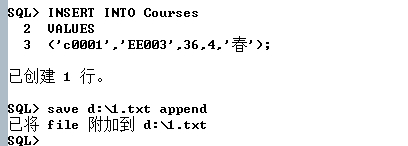 SQL> INSERT INTO Courses
2 VALUES
3 ('c0001','EE003',36,4,'春');
已创建 1 行。
SQL> save d:\1.txt append
已将 file 附加到 d:\1.txt
SQL>